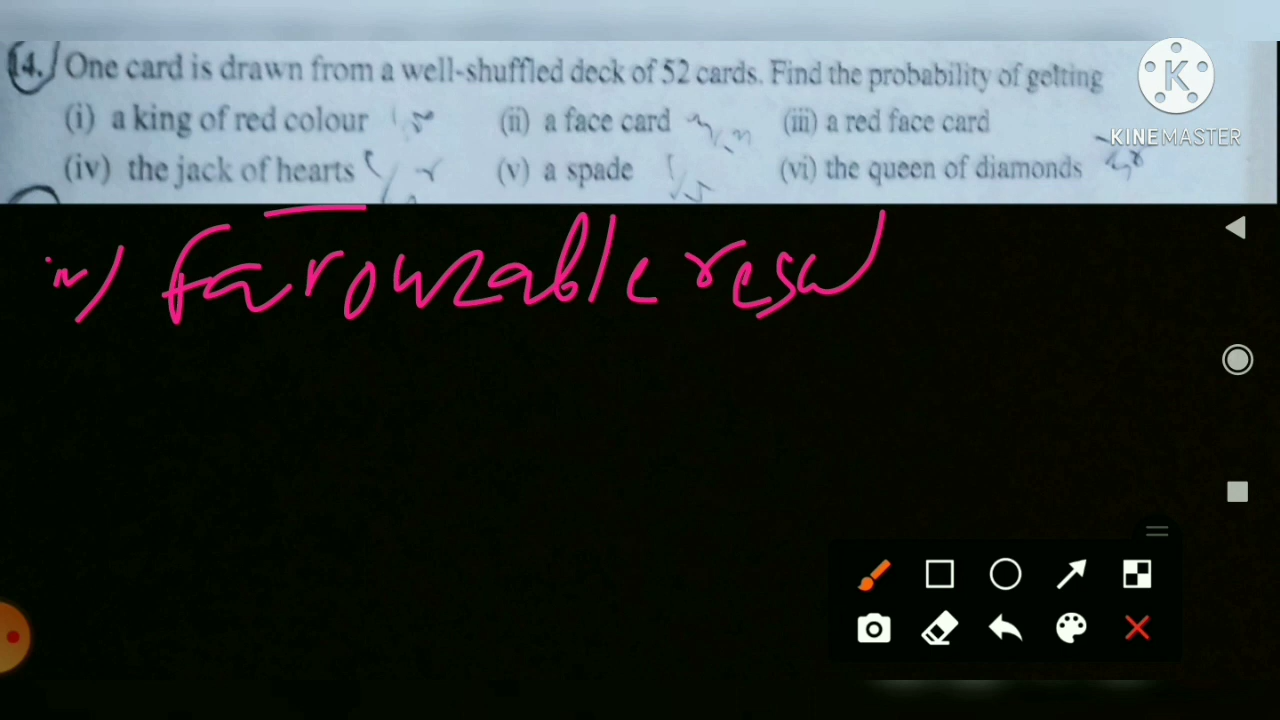 14. One card is drawn from a well-shuffled deck of 52 cards. Find the probability of getting
(i) a king of red colour (ii) a face card (iii) a red face card
(iv) the jack of hearts (v) a spade (vi) the queen of diamonds
K
KINEMASTER
iv) favourable resu